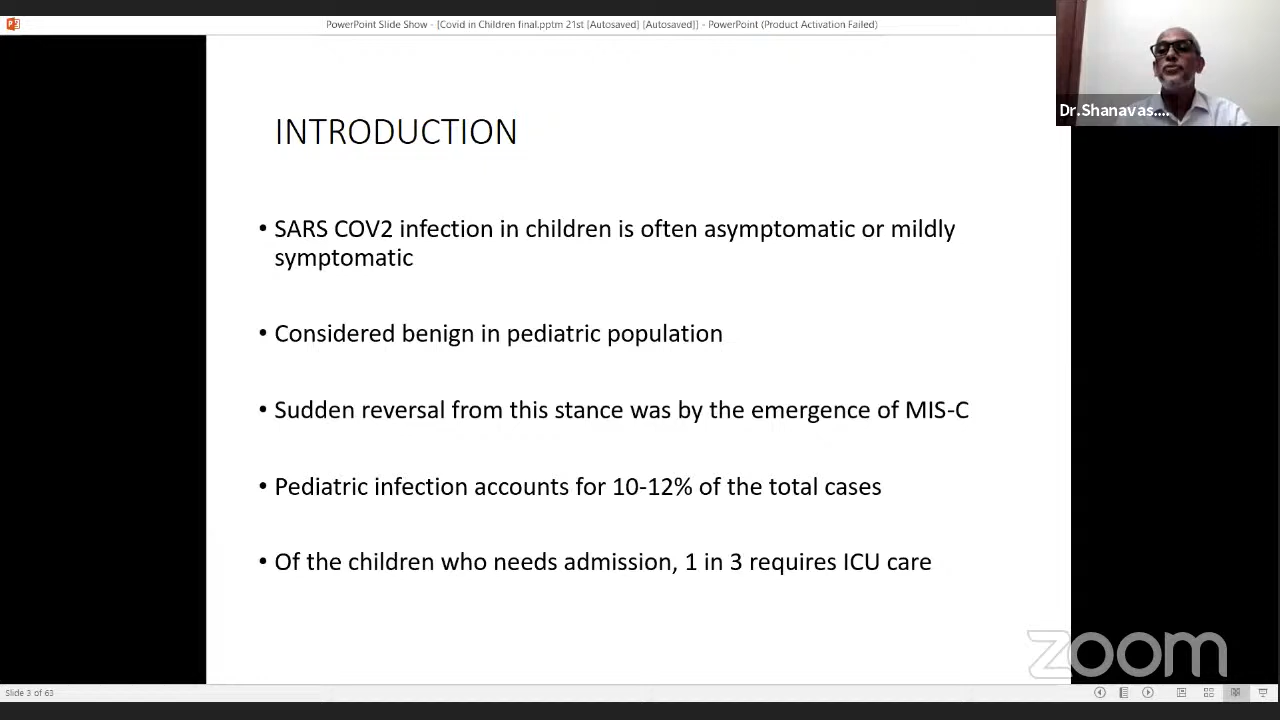 PowerPoint Slide Show - [Covid in Children final.pptm 21st [Autosaved] [Autosaved]] - PowerPoint (Product Activation Failed)
Dr.Shanavas....
INTRODUCTION
• SARS COV2 infection in children is often asymptomatic or mildly
symptomatic
• Considered benign in pediatric population
• Sudden reversal from this stance was by the emergence of MIS-C
• Pediatric infection accounts for 10-12% of the total cases
• Of the children who needs admission, 1 in 3 requires ICU care
zoom
Slide 3 of 63